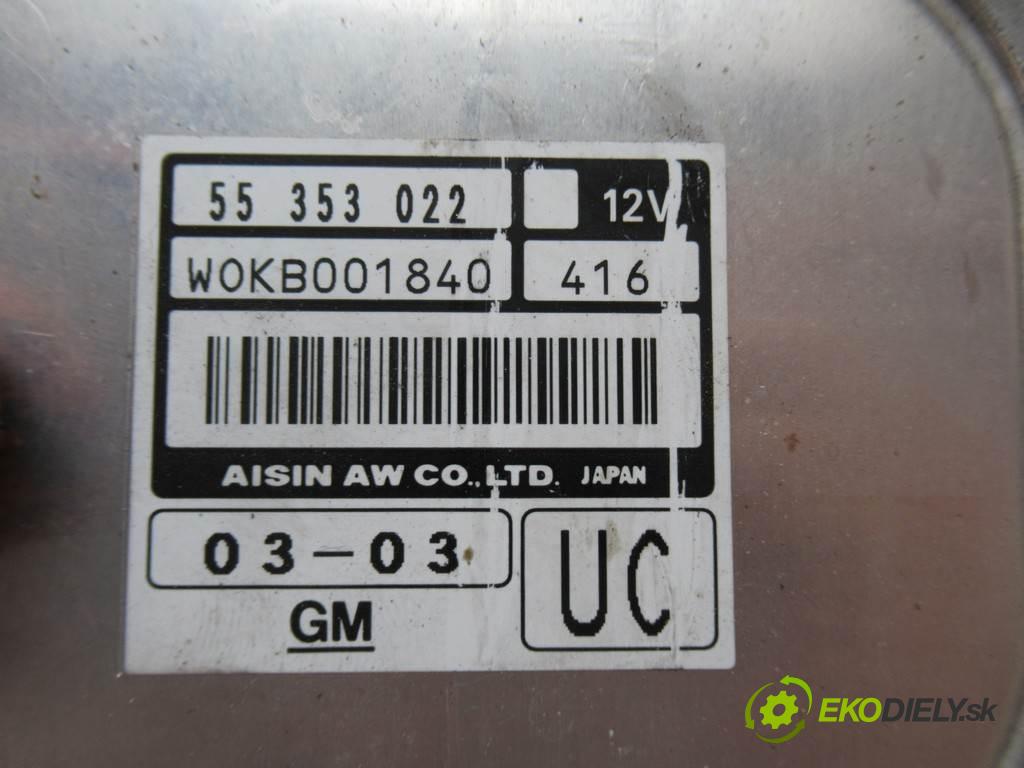 55 353 022 12V
W0KB001840 416
AISIN AW CO.,LTD. JAPAN
03-03 UC
GM
EKODIELY.sk